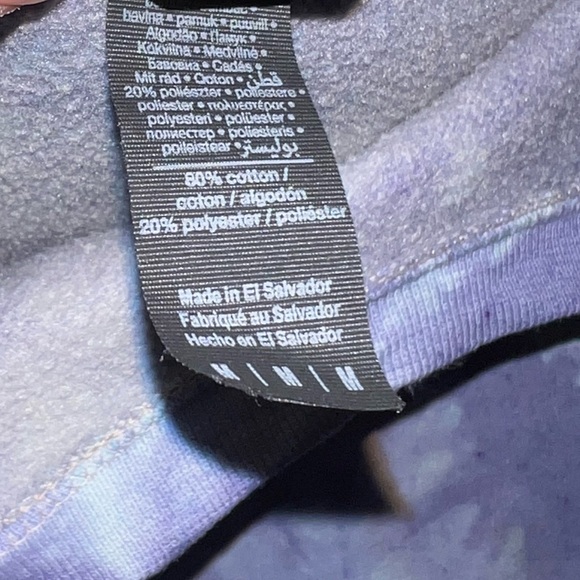 bavlna • pamuk • pucuvill •
Algodão • Памук •
Kokvilna • Medvilnė •
Бавовна • Cadás •
Mit rád • Qoton • قطن
20% poliészter • poliestere •
poliester • πολυεστέρας •
polyesteri • polüester •
полиестер • poliesteris •
poileistear • بوليستر
80% cotton /
coton / algodón
20% polyester / poliéster
Made in El Salvador
Fabriqué au Salvador
Hecho en El Salvador
M / M / M